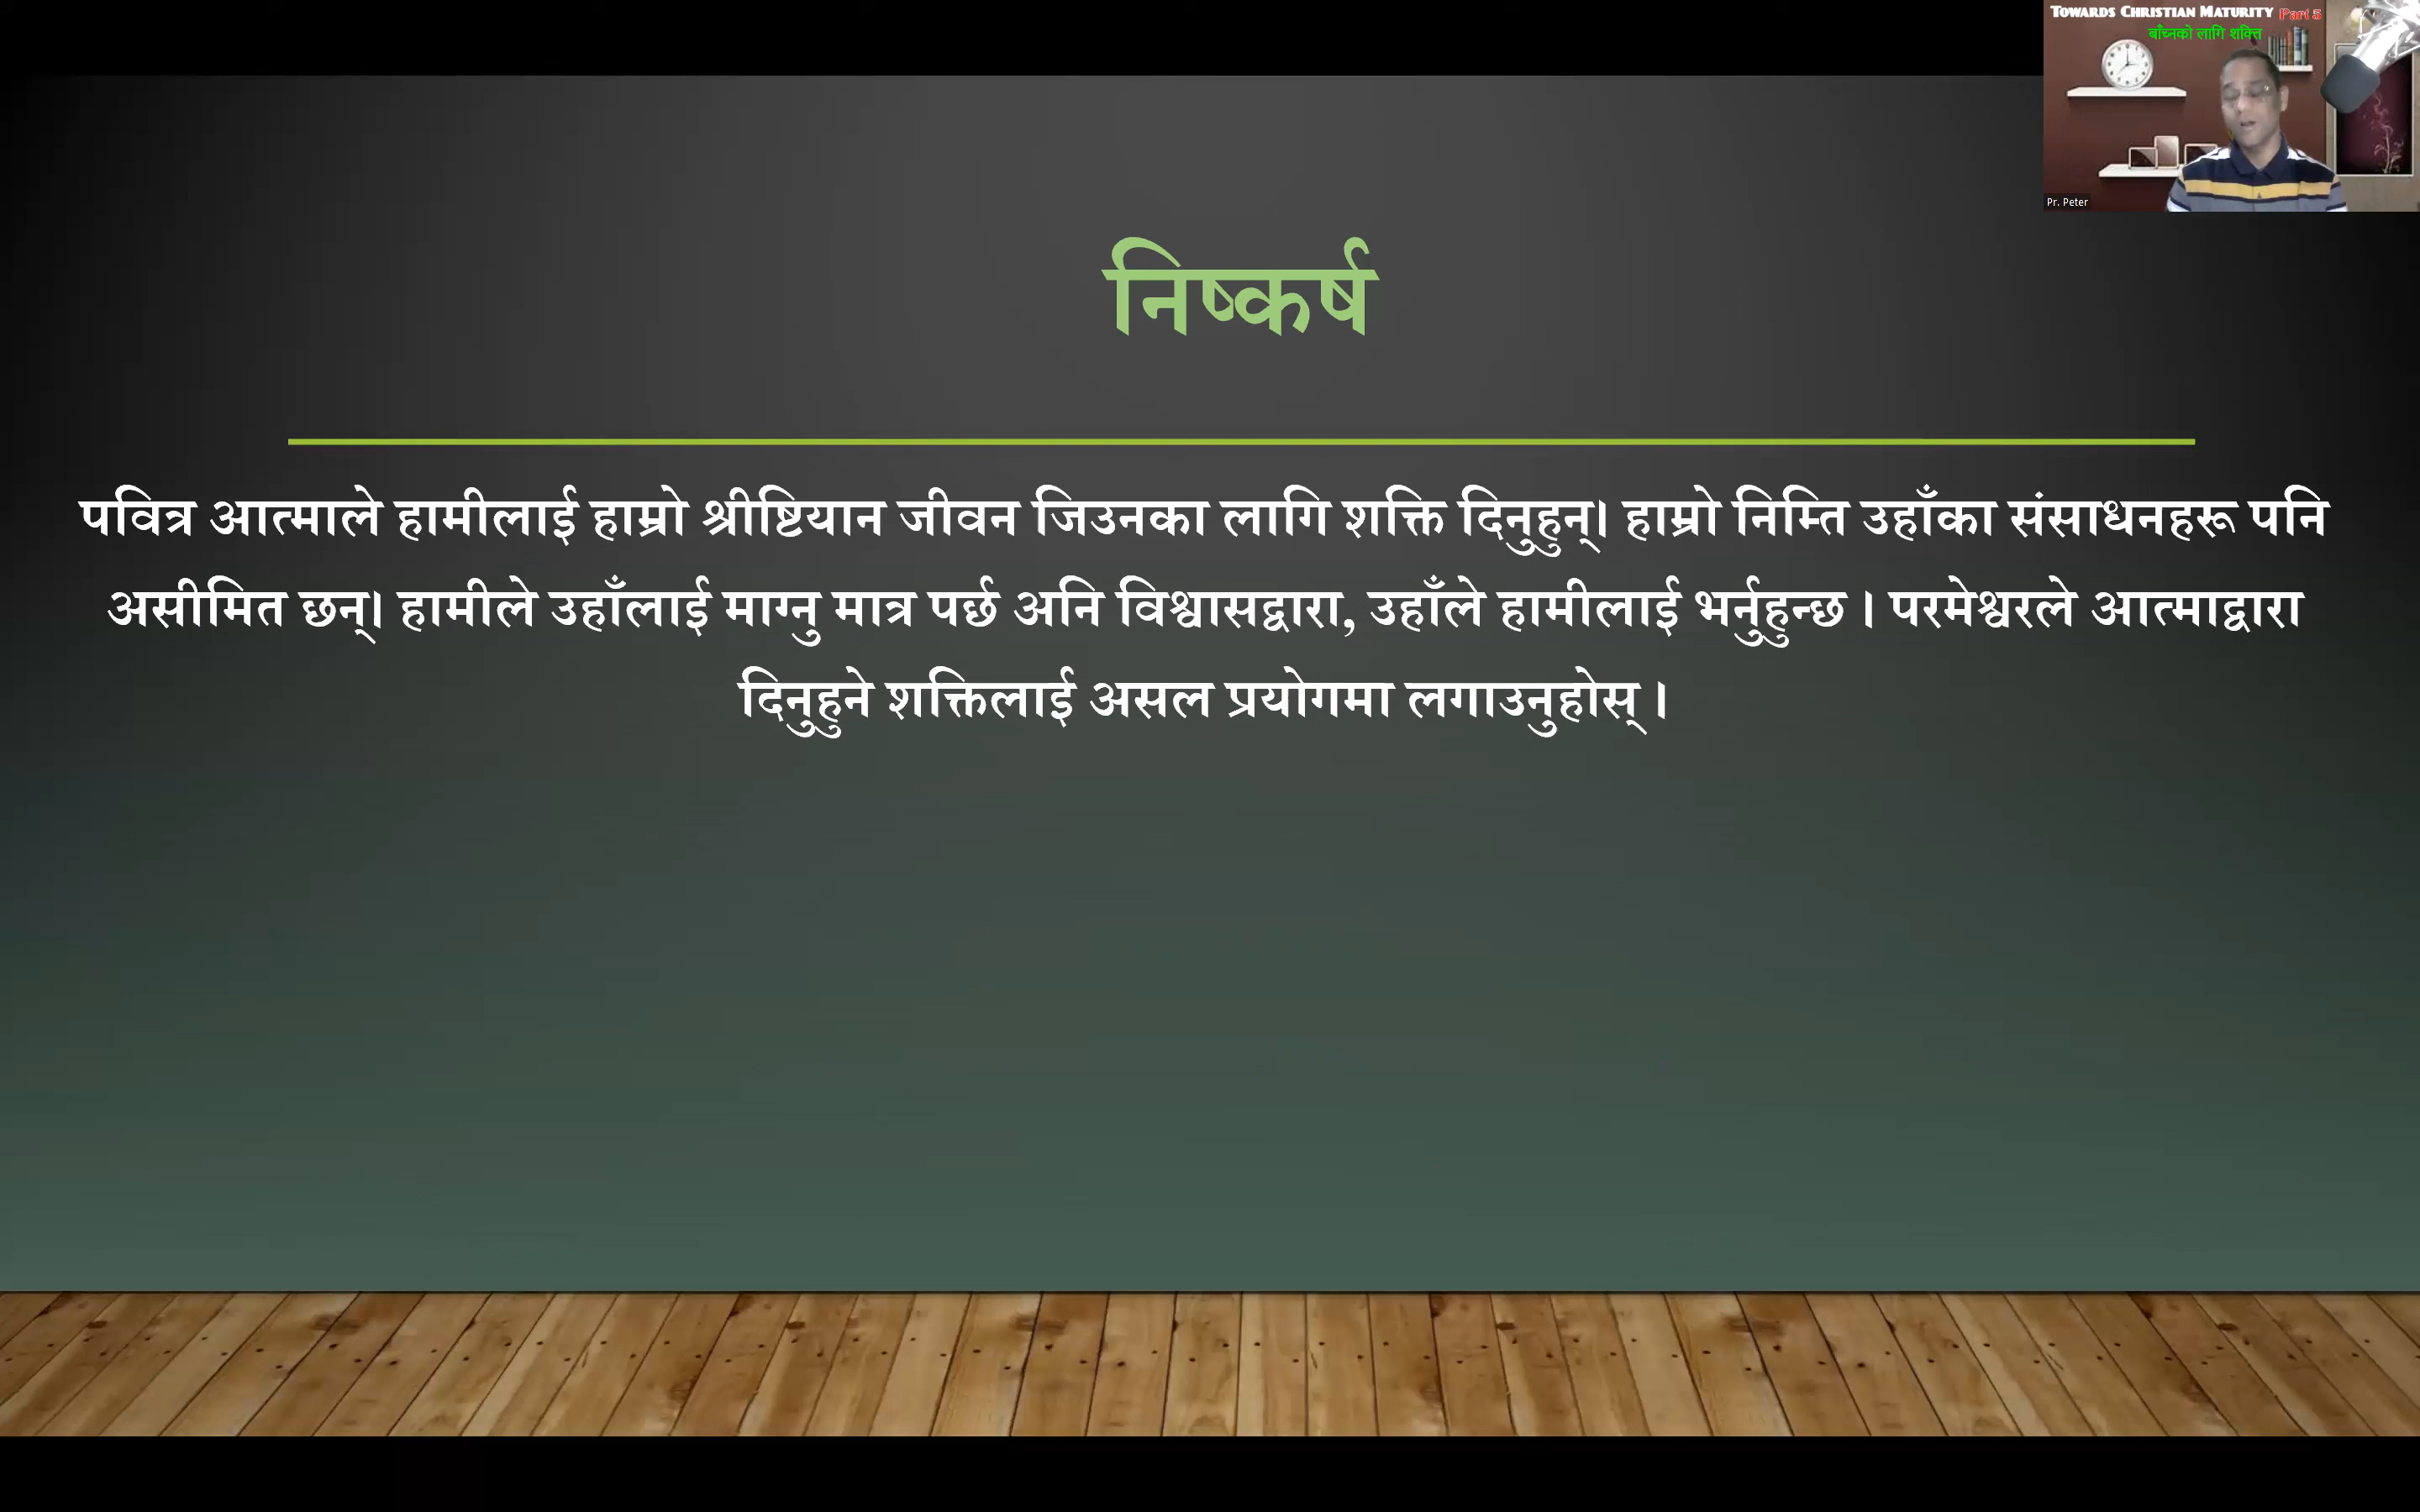 TOWARDS CHRISTIAN MATURITY Part 5
बाँच्नको लागि शक्ति
Pr. Peter
निष्कर्ष
पवित्र आत्माले हामीलाई हाम्रो श्रीष्टियान जीवन जिउनका लागि शक्ति दिनुहुन्। हाम्रो निम्ति उहाँका संसाधनहरू पनि
असीमित छन्। हामीले उहाँलाई माग्नु मात्र पर्छ अनि विश्वासद्वारा, उहाँले हामीलाई भर्नुहुन्छ । परमेश्वरले आत्माद्वारा
दिनुहुने शक्तिलाई असल प्रयोगमा लगाउनुहोस् ।